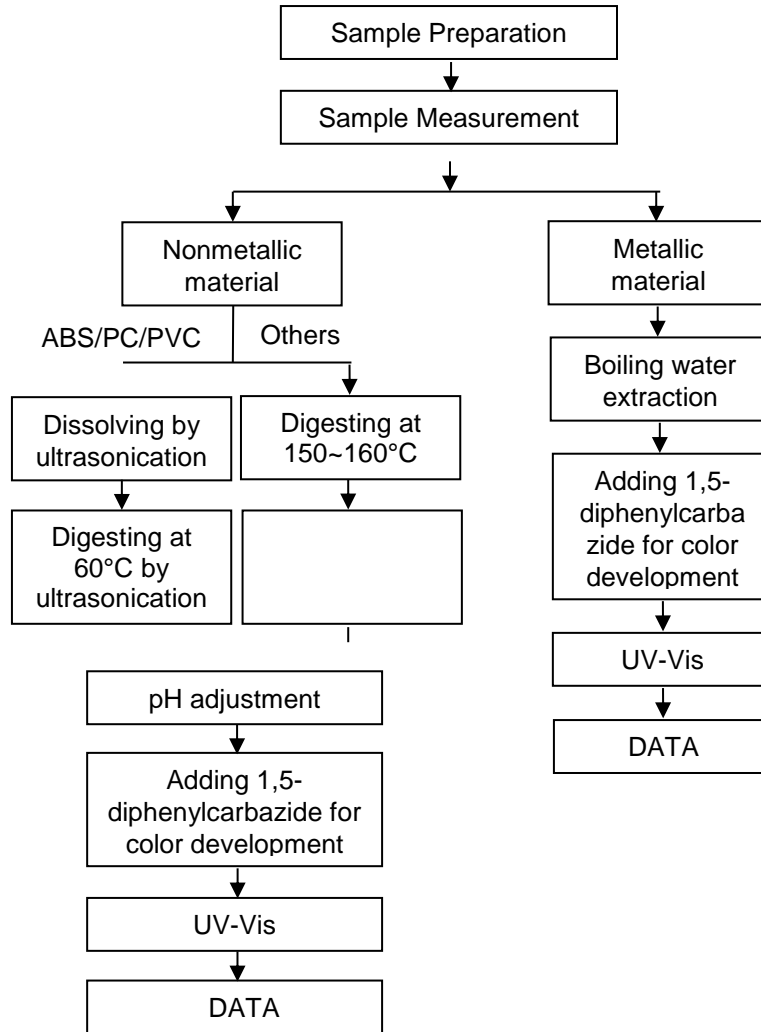 Sample Preparation
Sample Measurement
Nonmetallic
material
Metallic
material
ABS/PC/PVC
Others
Boiling water
extraction
Dissolving by
ultrasonication
Digesting at
150~160°C
Adding 1,5-
diphenylcarba
zide for color
development
Digesting at
60°C by
ultrasonication
UV-Vis
DATA
pH adjustment
Adding 1,5-
diphenylcarbazide for
color development
UV-Vis
DATA